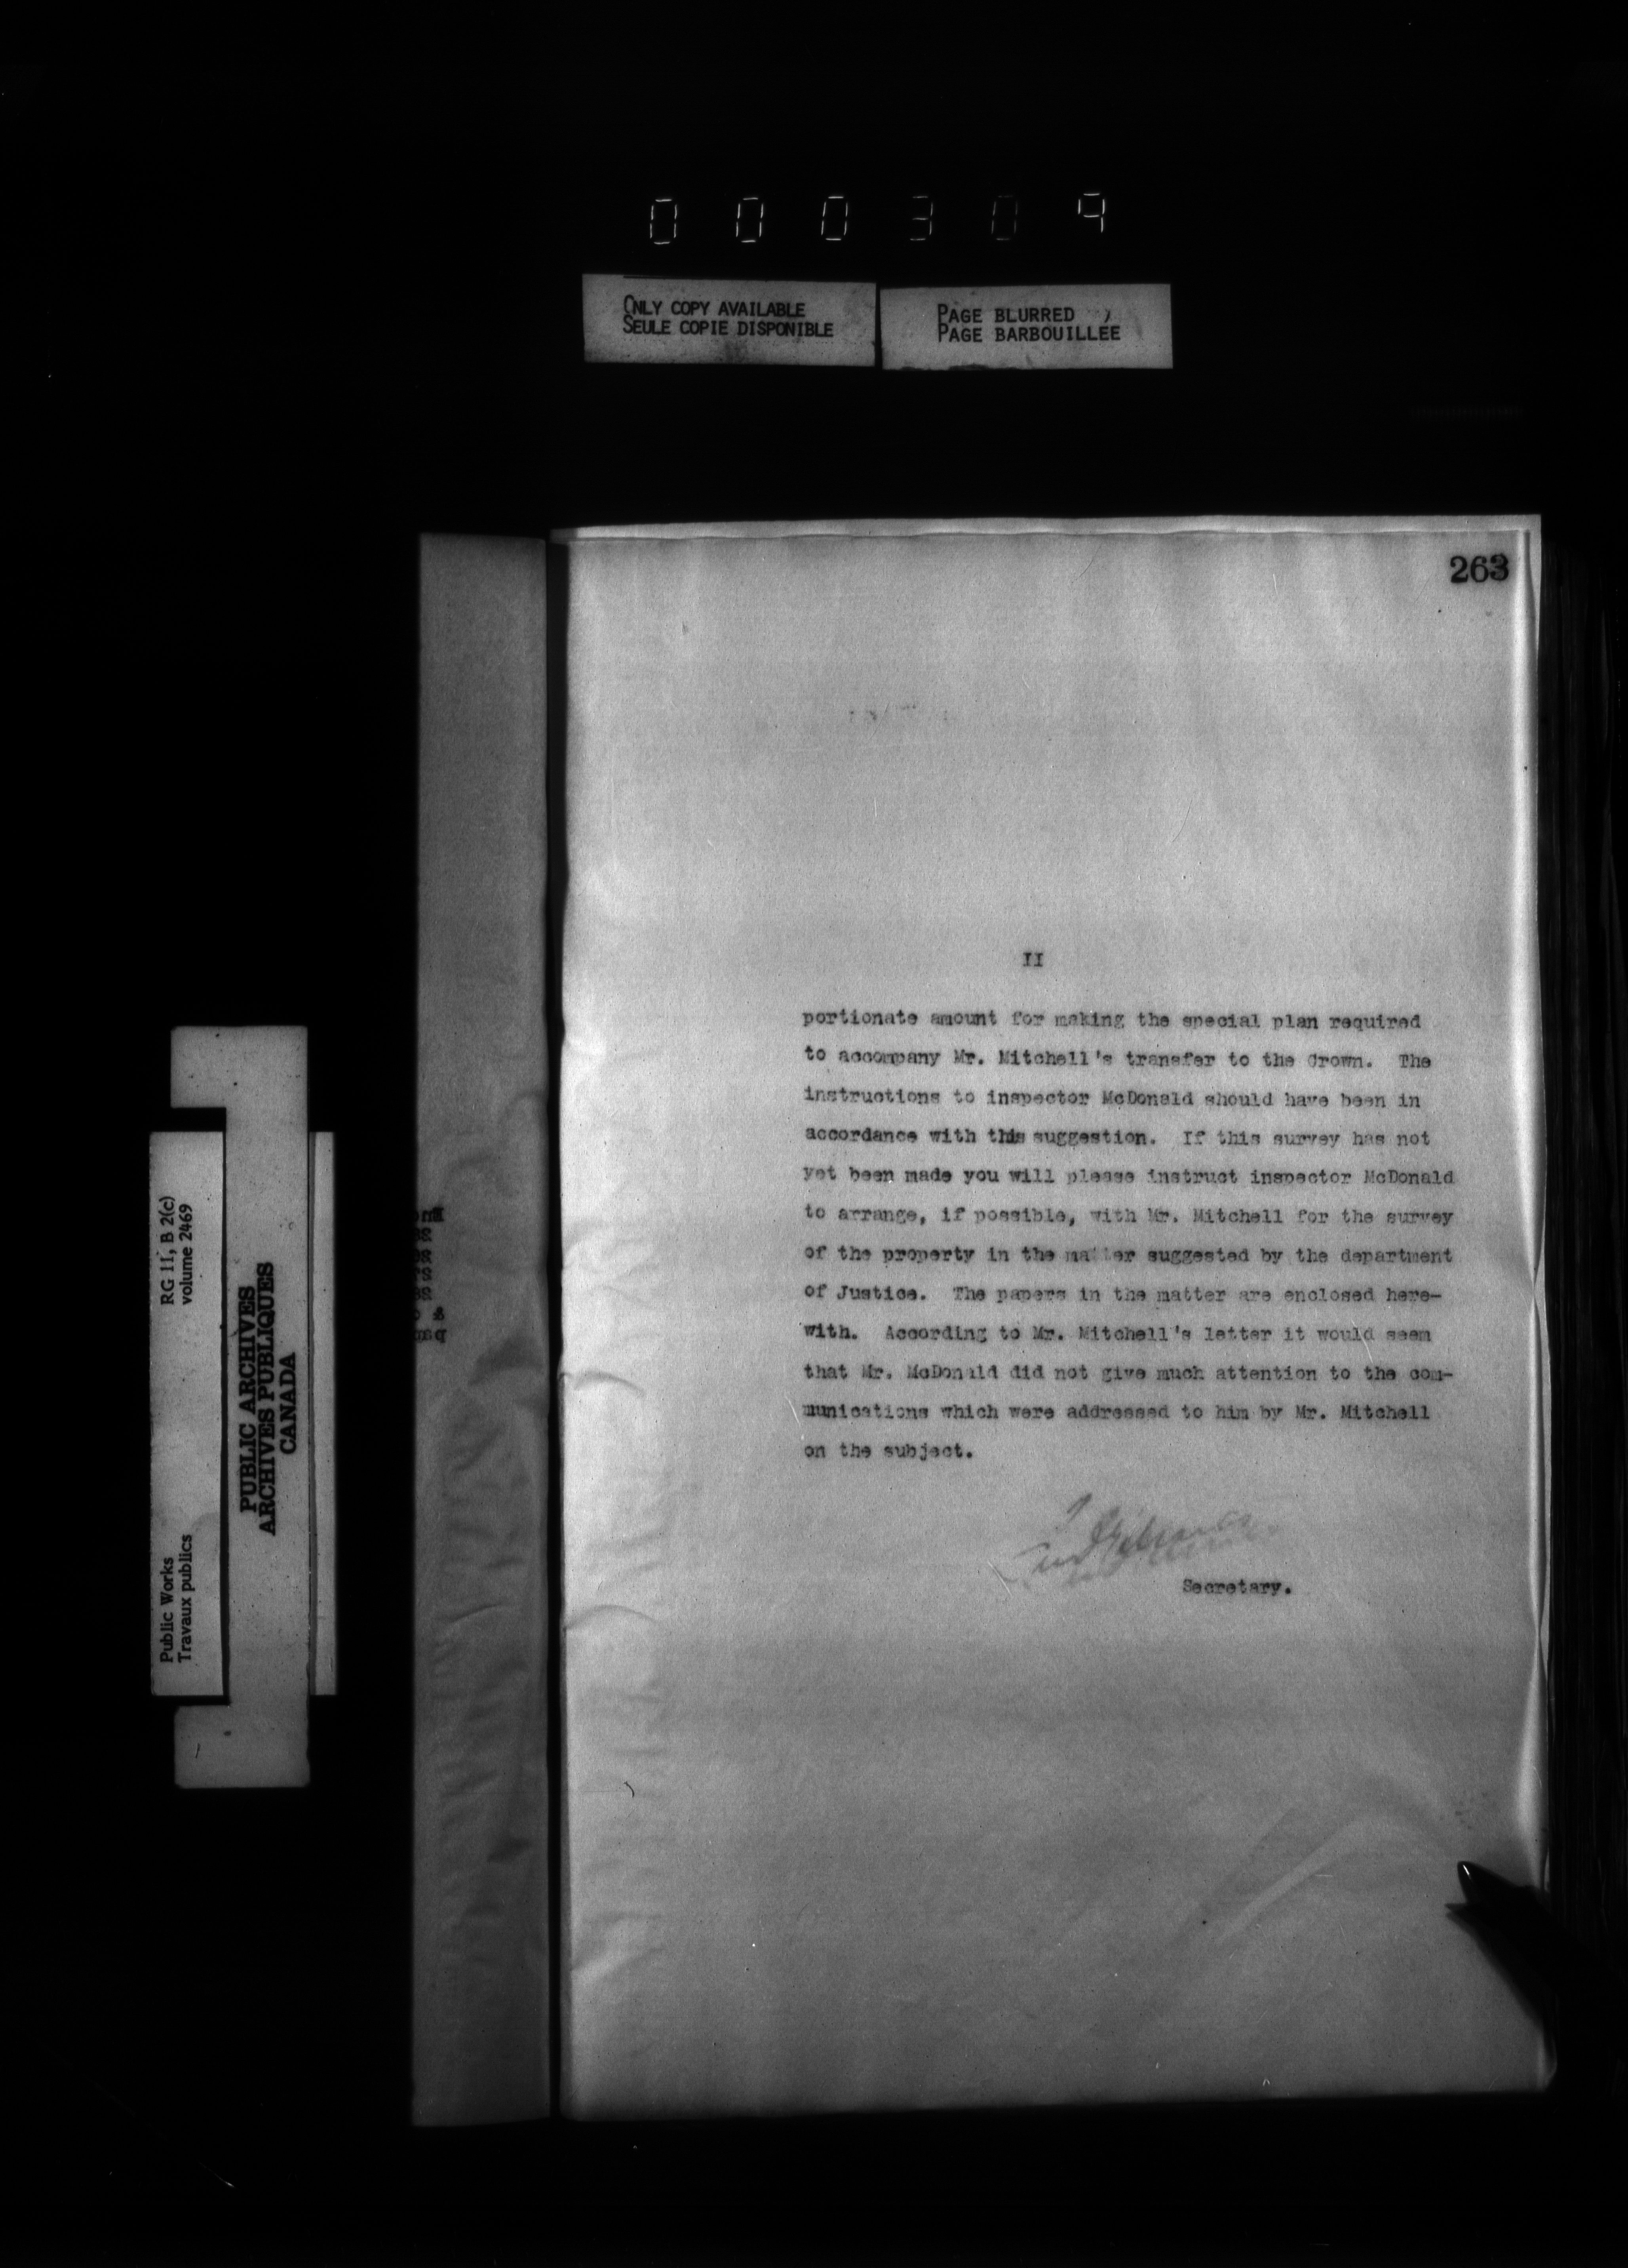 000309
ONLY COPY AVAILABLE
SEULE COPIE DISPONIBLE
PAGE BLURRED
PAGE BARBOUILLEE
263
II
portionate amount for making the special plan required
to accompany Mr. Mitchell's transfer to the Crown. The
instructions to inspector McDonald should have been in
accordance with this suggestion. If this survey has not
yet been made you will please instruct inspector McDonald
to arrange, if possible, with Mr. Mitchell for the survey
of the property in the matter suggested by the department
of Justice. The papers in the matter are enclosed here-
with. According to Mr. Mitchell's letter it would seem
that Mr. McDonald did not give much attention to the com-
munications which were addressed to him by Mr. Mitchell
on the subject.
Secretary.
RG 11, B 2(c)
volume 2469
Public Works
Travaux publics
PUBLIC ARCHIVES
ARCHIVES PUBLIQUES
CANADA